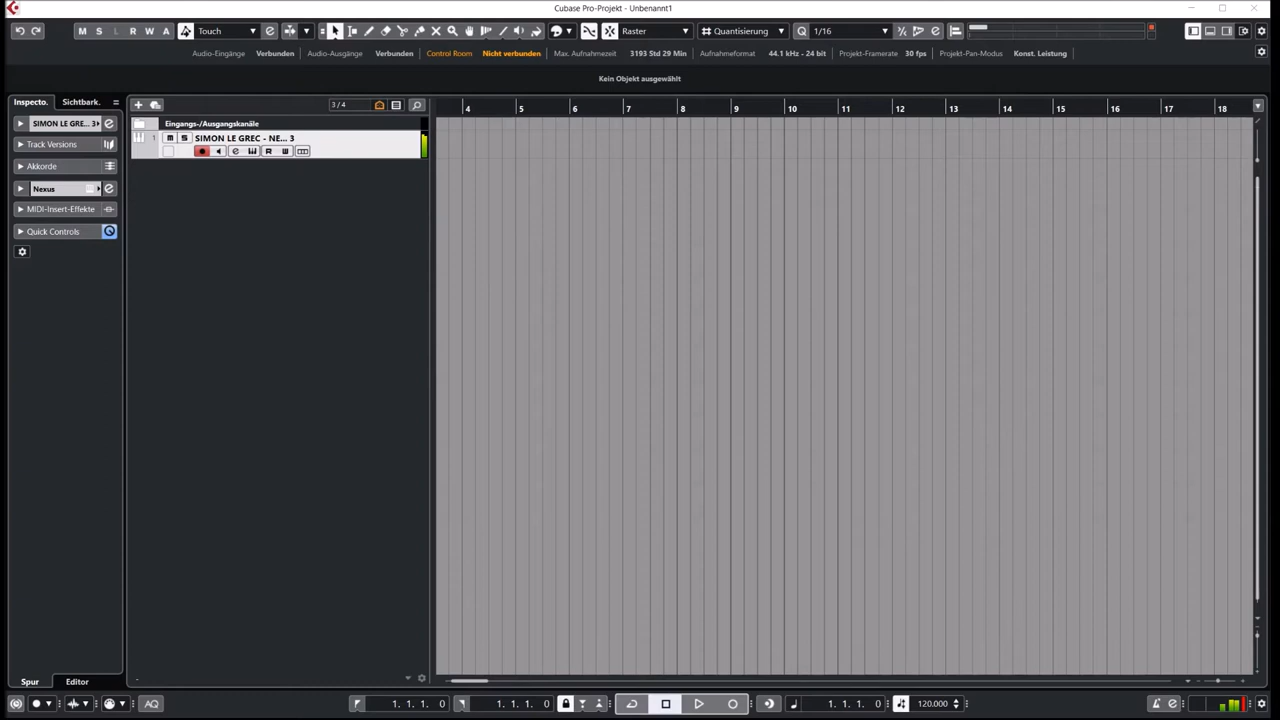 Cubase Pro-Projekt - Unbenannt1
M S L R W A Touch Raster Quantisierung Q 1/16
Audio-Eingänge Verbunden Audio-Ausgänge Verbunden Control Room Nicht verbunden Max. Aufnahmezeit 3193 Std 29 Min Aufnahmeformat 44.1 kHz - 24 bit Projekt-Framerate 30 fps Projekt-Pan-Modus Konst. Leistung
Kein Objekt ausgewählt
Inspecto. Sichtbark. 3 / 4 4 5 6 7 8 9 10 11 12 13 14 15 16 17 18
SIMON LE GRE... 3 Eingangs-/Ausgangskanäle
1 m S SIMON LE GREC - NE... 3
Track Versions e R W
Akkorde
Nexus
MIDI-Insert-Effekte
Quick Controls
Spur Editor
AQ 1. 1. 1. 0 1. 1. 1. 0 1. 1. 1. 0 120.000